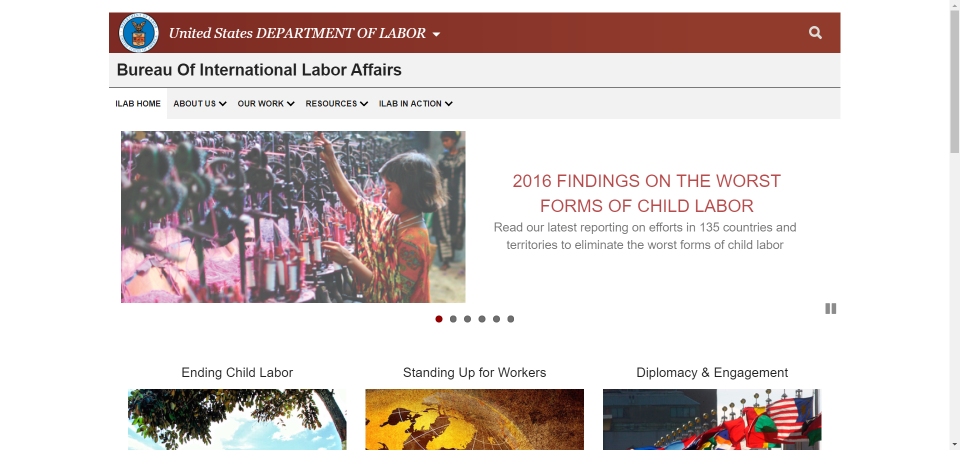 United States DEPARTMENT OF LABOR
Bureau Of International Labor Affairs
ILAB HOME ABOUT US OUR WORK RESOURCES ILAB IN ACTION
2016 FINDINGS ON THE WORST
FORMS OF CHILD LABOR
Read our latest reporting on efforts in 135 countries and
territories to eliminate the worst forms of child labor
Ending Child Labor Standing Up for Workers Diplomacy & Engagement